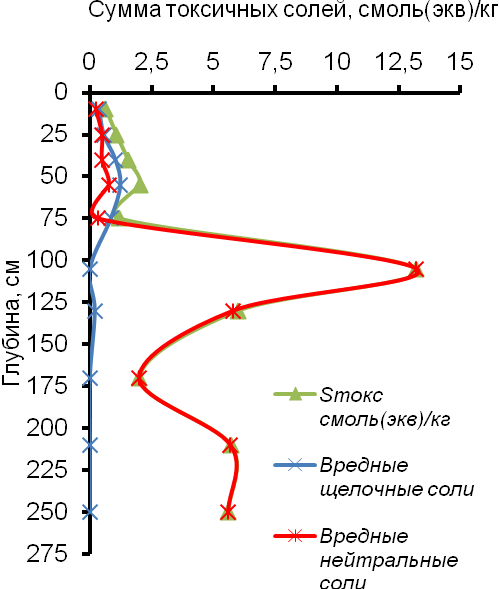 Сумма токсичных солей, смоль(экв)/кг
0 2,5 5 7,5 10 12,5 15
Глубина, см
0
25
50
75
100
125
150
175
200
225
250
275
Sтокс
смоль(экв)/кг
Вредные
щелочные соли
Вредные
нейтральные
соли